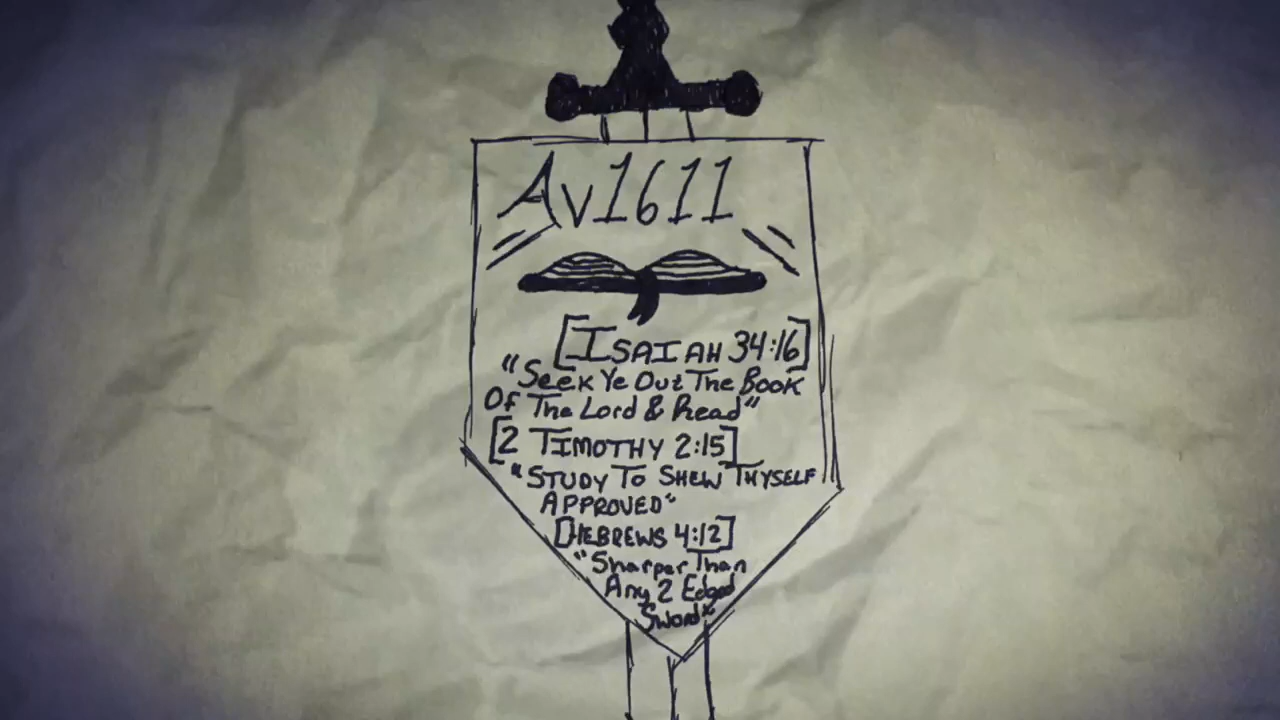 Av1611
[ISAIAH 34:16]
"Seek Ye Out The Book
Of The Lord & Read"
[2 TIMOTHY 2:15]
"STUDY TO SHEW THYSELF
APPROVED"
[HEBREWS 4:12]
"Sharper Than
Any 2 Edged
Sword"